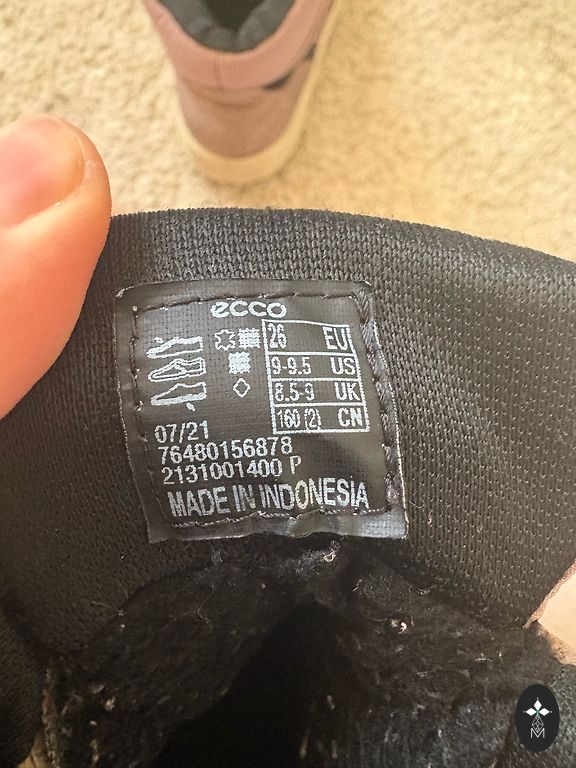 ecco
26 EU
9-9.5 US
8.5-9 UK
160 (2) CN
07/21
76480156878
2131001400 P
MADE IN INDONESIA
M